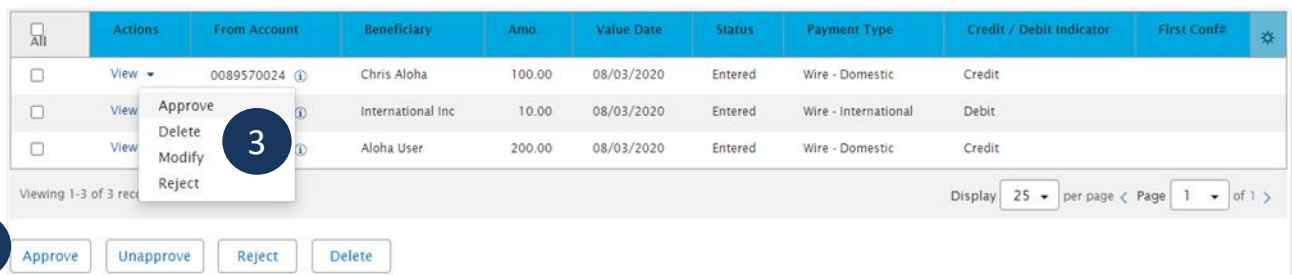 All Actions From Account Beneficiary Amo... Value Date Status Payment Type Credit / Debit Indicator First Conf#
View 0089570024 Chris Aloha 100.00 08/03/2020 Entered Wire - Domestic Credit
Approve
View International Inc 10.00 08/03/2020 Entered Wire - International Debit
Delete
3
View Aloha User 200.00 08/03/2020 Entered Wire - Domestic Credit
Modify
Reject
Viewing 1-3 of 3 Display 25 per page < Page 1 of 1 >
Approve Unapprove Reject Delete